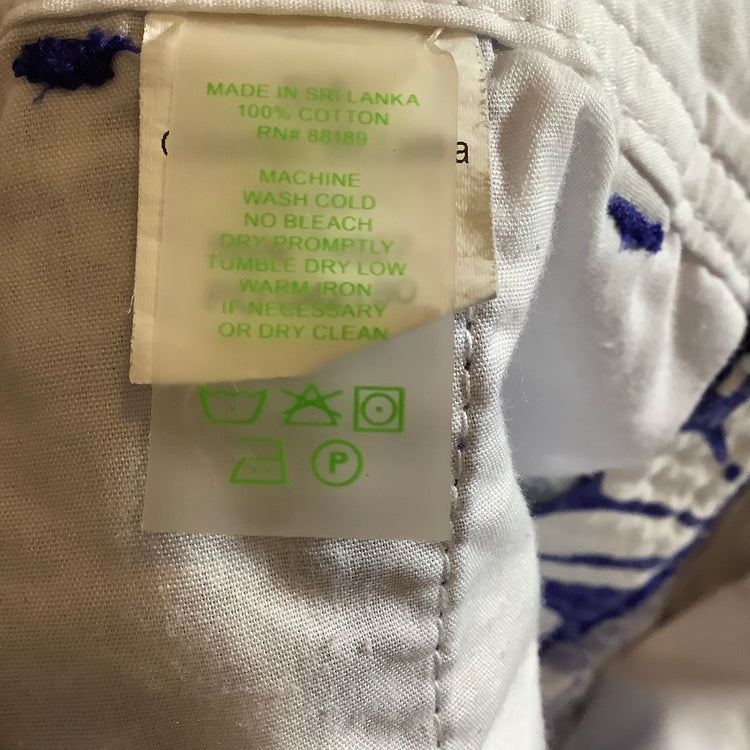 MADE IN SRI LANKA
100% COTTON
RN# 88189
a
MACHINE
WASH COLD
NO BLEACH
DRY PROMPTLY
TUMBLE DRY LOW
WARM IRON
IF NECESSARY
OR DRY CLEAN
P